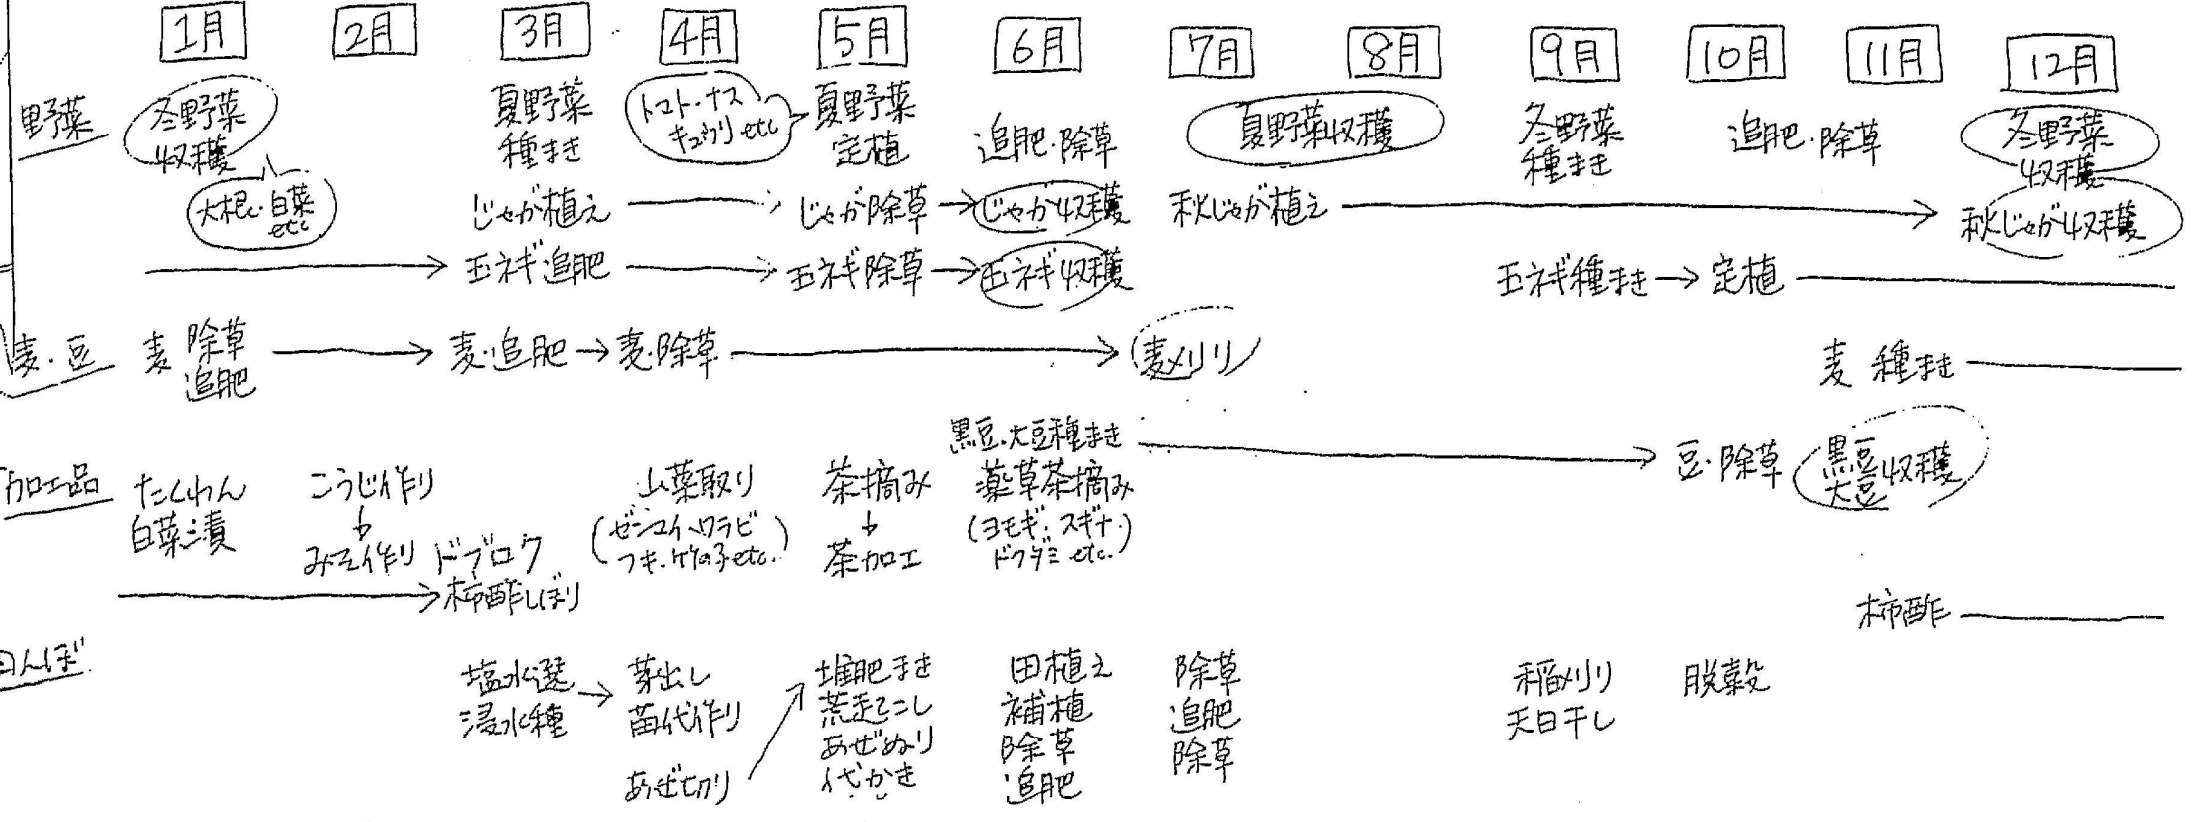 1月 2月 3月 4月 5月 6月 7月 8月 9月 10月 11月 12月
野菜
冬野菜
収穫
大根・白菜
etc
夏野菜
種まき
トマト・ナス
キュウリ etc
夏野菜
定植
追肥・除草
夏野菜収穫
冬野菜
種まき
追肥・除草
冬野菜
収穫
じゃが植え → じゃが除草 → じゃが収穫
秋じゃが植え → 秋じゃが収穫
→ 玉ネギ追肥 → 玉ネギ除草 → 玉ネギ収穫
玉ネギ種まき → 定植
麦・豆
麦 除草
追肥
→ 麦・追肥 → 麦・除草 → 麦刈り
麦 種まき
黒豆・大豆種まき → 豆・除草
黒豆
大豆
収穫
加工品
たくわん
白菜漬
こうじ作り
↓
みそ作り
ドブロク
→ 柿酢しぼり
山菜取り
(ゼンマイ・ワラビ
フキ・タケノ子etc.)
茶摘み
↓
茶加工
薬草茶摘み
(ヨモギ・スギナ・
ドクダミ etc.)
柿酢
田んぼ
塩水選
浸水種
→ 芽出し
苗代作り
あぜ切り
堆肥まき
荒起こし
あぜぬり
代かき
田植え
補植
除草
追肥
除草
追肥
除草
稲刈り
天日干し
脱穀